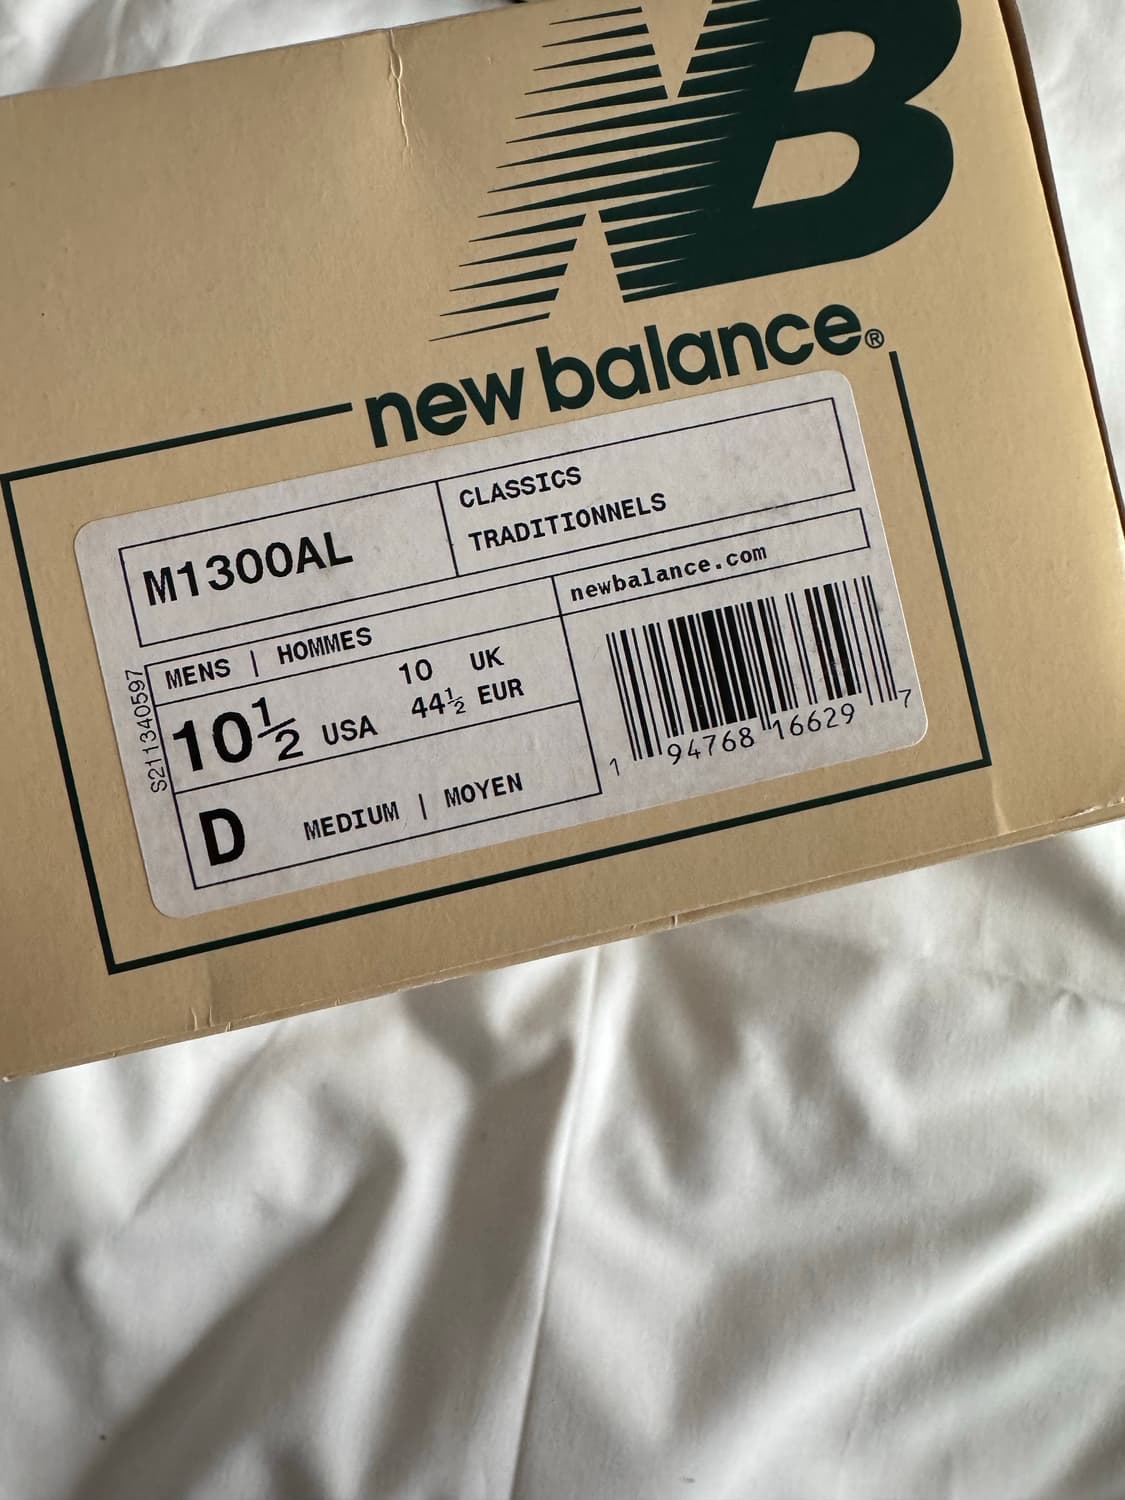 NB
new balance®
M1300AL
CLASSICS
TRADITIONNELS
newbalance.com
MENS | HOMMES
10½ USA
10 UK
44½ EUR
D MEDIUM | MOYEN
S211340597
1 94768 16629 7